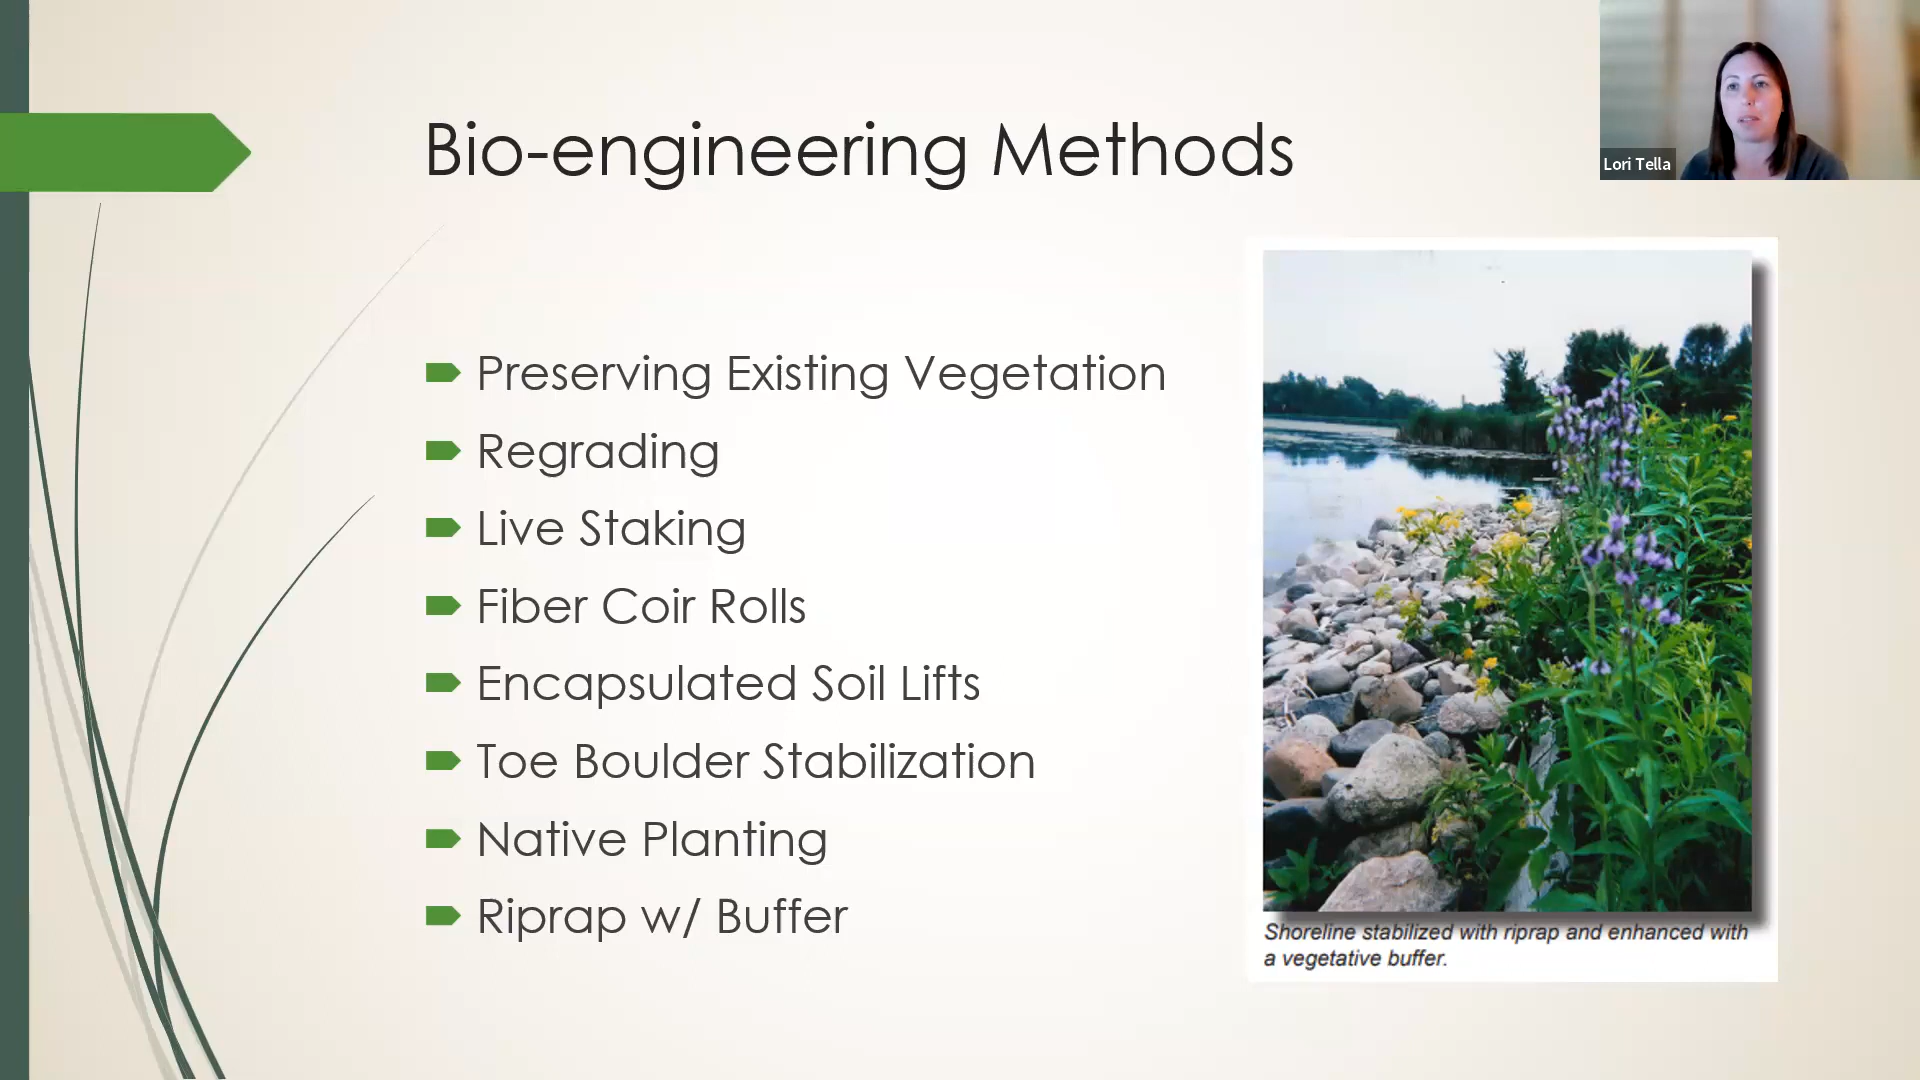 Bio-engineering Methods
Lori Tella
Preserving Existing Vegetation
Regrading
Live Staking
Fiber Coir Rolls
Encapsulated Soil Lifts
Toe Boulder Stabilization
Native Planting
Riprap w/ Buffer
Shoreline stabilized with riprap and enhanced with
a vegetative buffer.